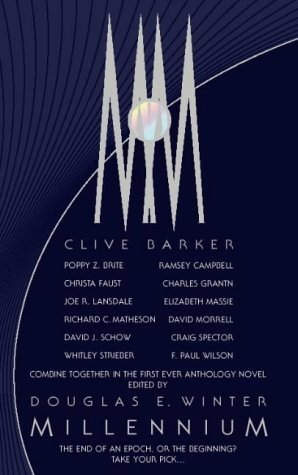 CLIVE BARKER
POPPY Z. BRITE RAMSEY CAMPBELL
CHRISTA FAUST CHARLES GRANTN
JOE R. LANSDALE ELIZABETH MASSIE
RICHARD C. MATHESON DAVID MORRELL
DAVID J. SCHOW CRAIG SPECTOR
WHITLEY STRIEBER F. PAUL WILSON
COMBINE TOGETHER IN THE FIRST EVER ANTHOLOGY NOVEL
EDITED BY
DOUGLAS E. WINTER
MILLENNIUM
THE END OF AN EPOCH, OR THE BEGINNING?
TAKE YOUR PICK...